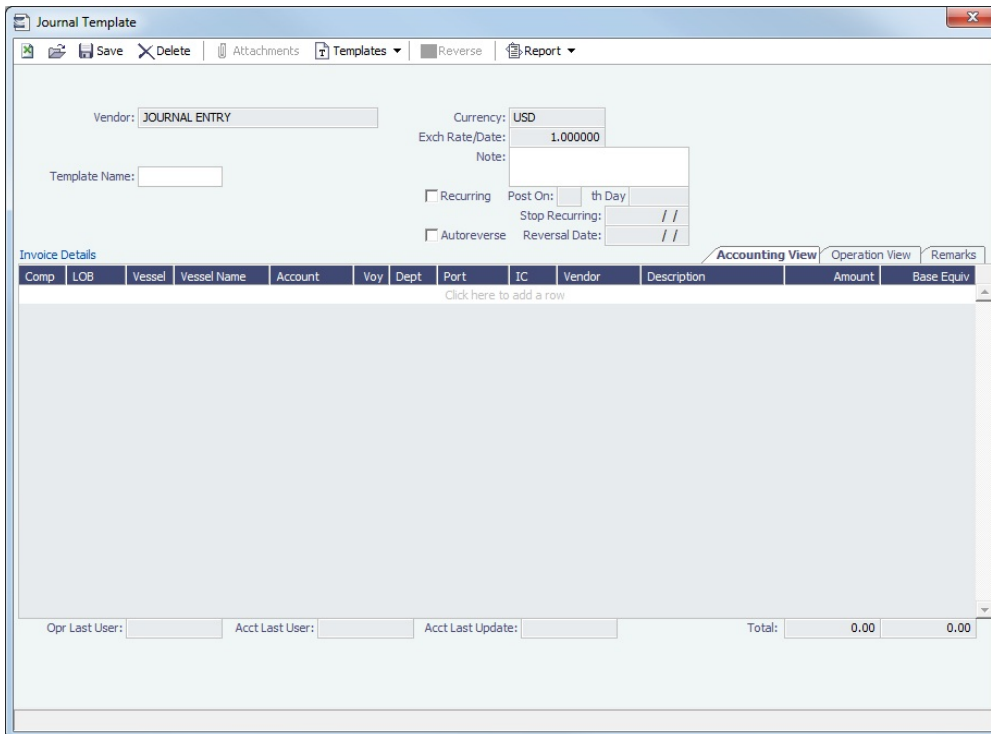 Journal Template
Save Delete Attachments Templates Reverse Report
Vendor: JOURNAL ENTRY Currency: USD
Exch Rate/Date: 1.000000
Note:
Template Name:
Recurring Post On: th Day
Stop Recurring: / /
Autoreverse Reversal Date: / /
Invoice Details Accounting View Operation View Remarks
Comp LOB Vessel Vessel Name Account Voy Dept Port IC Vendor Description Amount Base Equiv
Click here to add a row
Opr Last User: Acct Last User: Acct Last Update: Total: 0.00 0.00